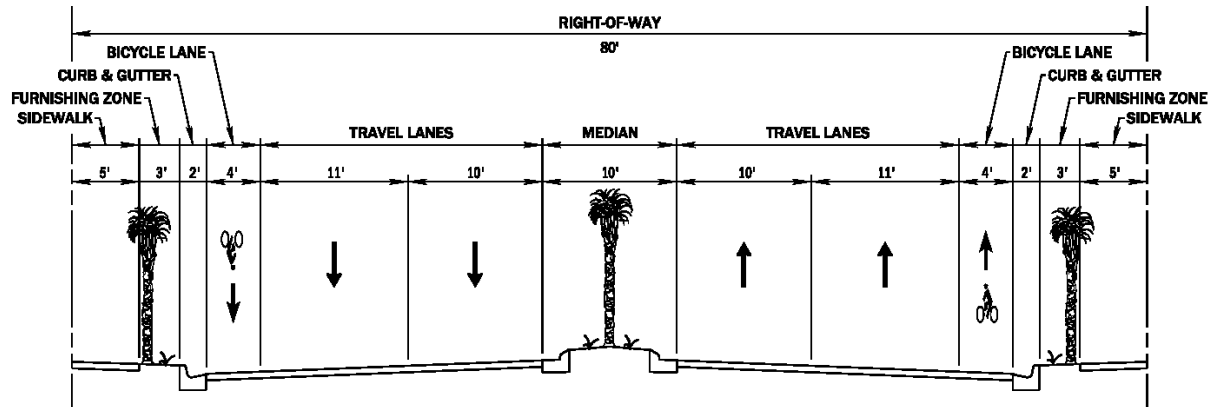 RIGHT-OF-WAY
80'
BICYCLE LANE
CURB & GUTTER
FURNISHING ZONE
SIDEWALK
BICYCLE LANE
CURB & GUTTER
FURNISHING ZONE
SIDEWALK
TRAVEL LANES
MEDIAN
TRAVEL LANES
5' 3' 2' 4' 11' 10' 10' 10' 11' 4' 2' 3' 5'